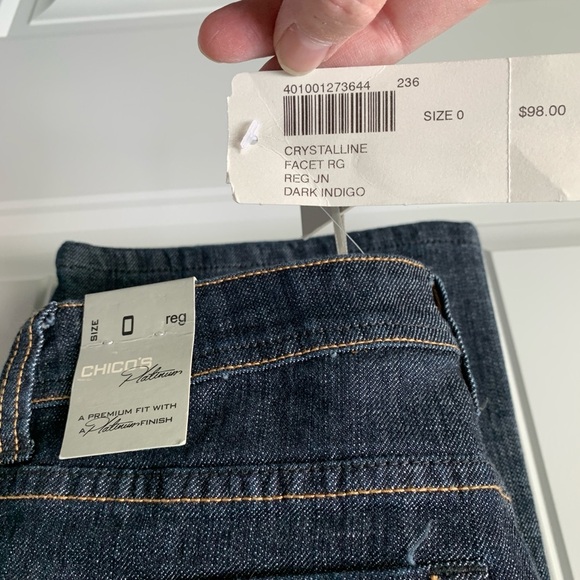 401001273644 236
SIZE 0
$98.00
CRYSTALLINE
FACET RG
REG JN
DARK INDIGO
SIZE 0 reg
CHICO'S
Platinum
A PREMIUM FIT WITH
A Platinum FINISH